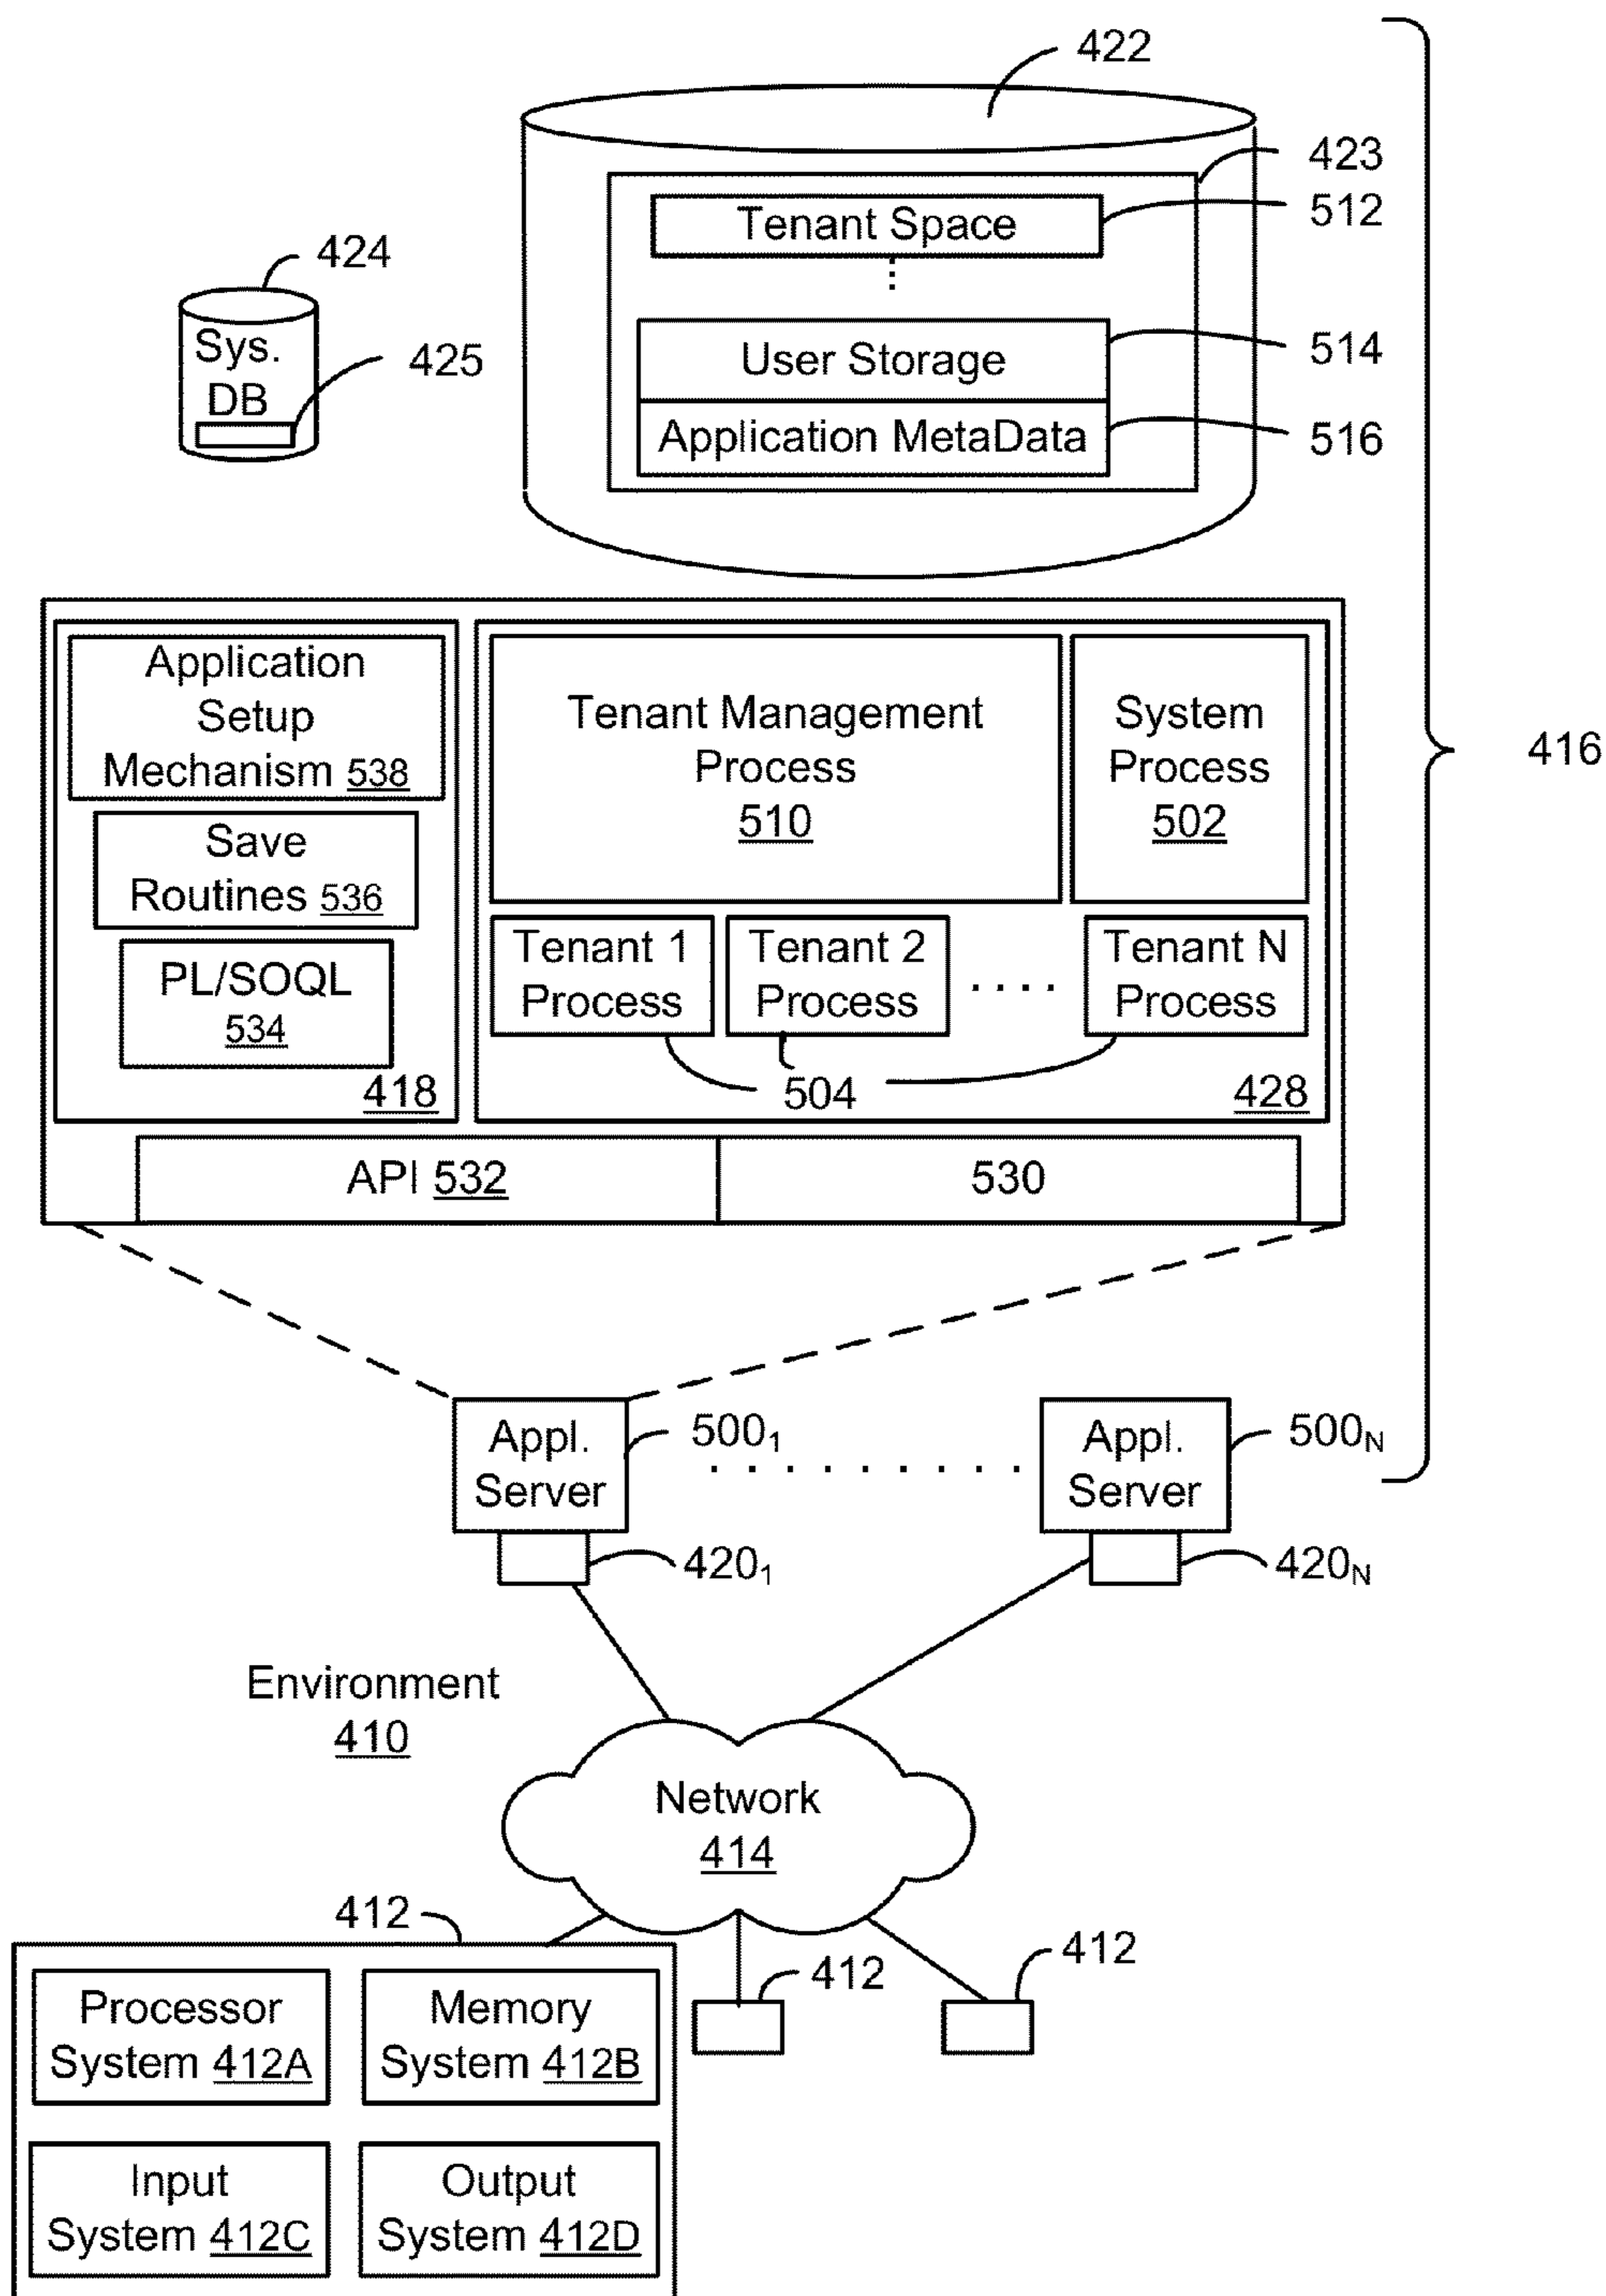 422
423
Tenant Space
512
424
Sys.
DB
425
User Storage
514
Application MetaData
516
416
Application
Setup
Mechanism 538
Save
Routines 536
PL/SOQL
534
418
Tenant Management
Process
510
System
Process
502
Tenant 1
Process
Tenant 2
Process
Tenant N
Process
504
428
API 532
530
Appl.
Server
500₁
Appl.
Server
500N
420₁
420N
Environment
410
Network
414
412
412
412
Processor
System 412A
Memory
System 412B
Input
System 412C
Output
System 412D